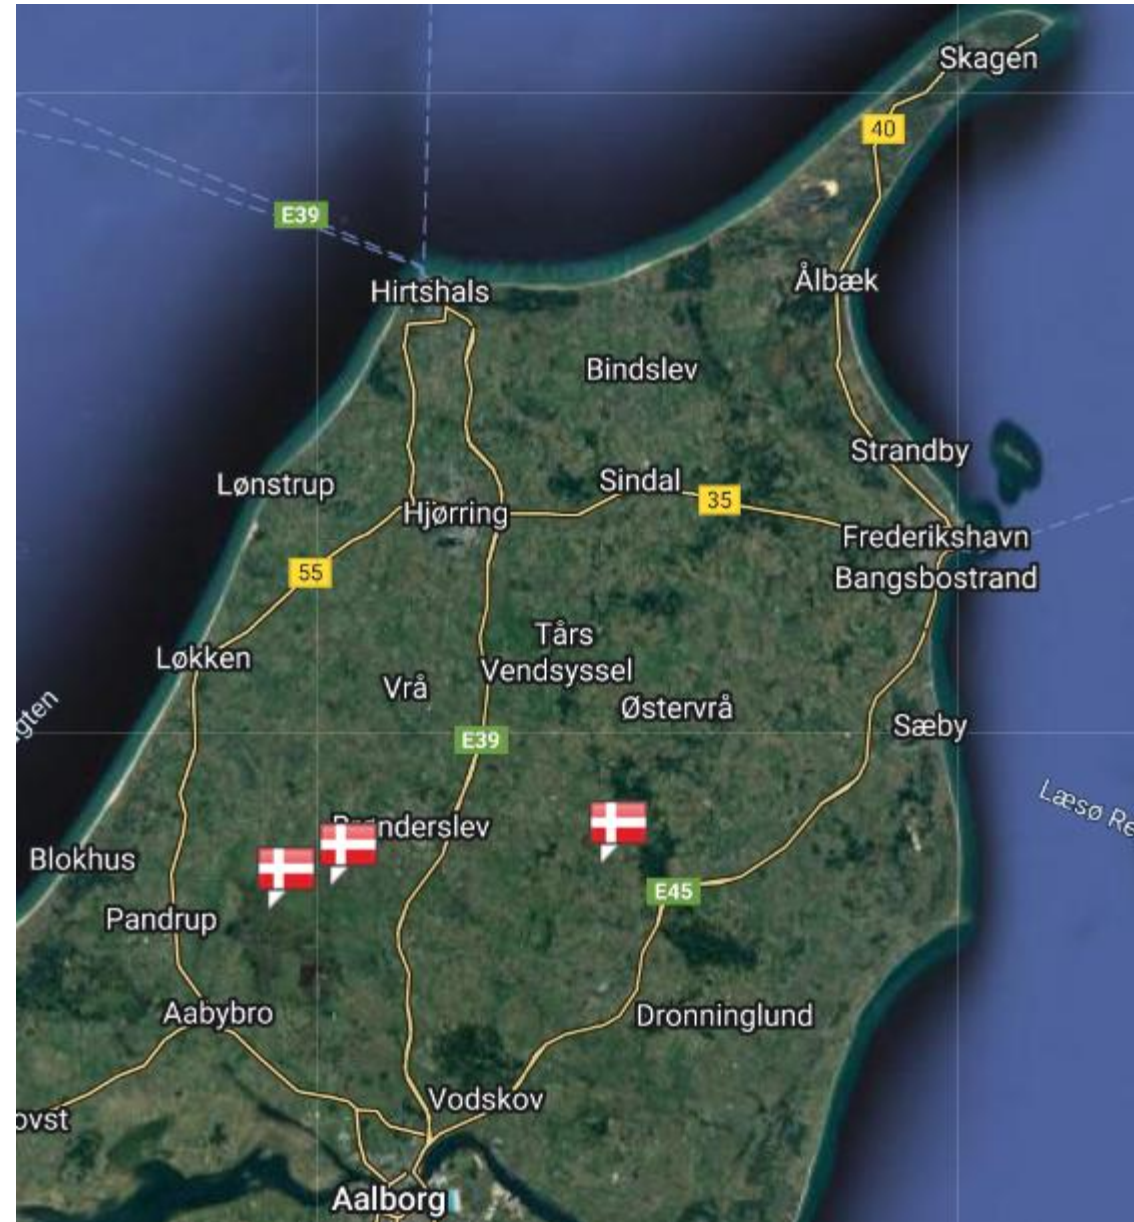 Skagen
40
E39
Ålbæk
Hirtshals
Bindslev
Strandby
Sindal
Lønstrup
35
Hjørring
Frederikshavn
55
Bangsbostrand
Tårs
Løkken
Vendsyssel
Vrå
Østervrå
Sæby
E39
Læsø Re
Blokhus
E45
Pandrup
Aabybro
Dronninglund
Vodskov
Aalborg